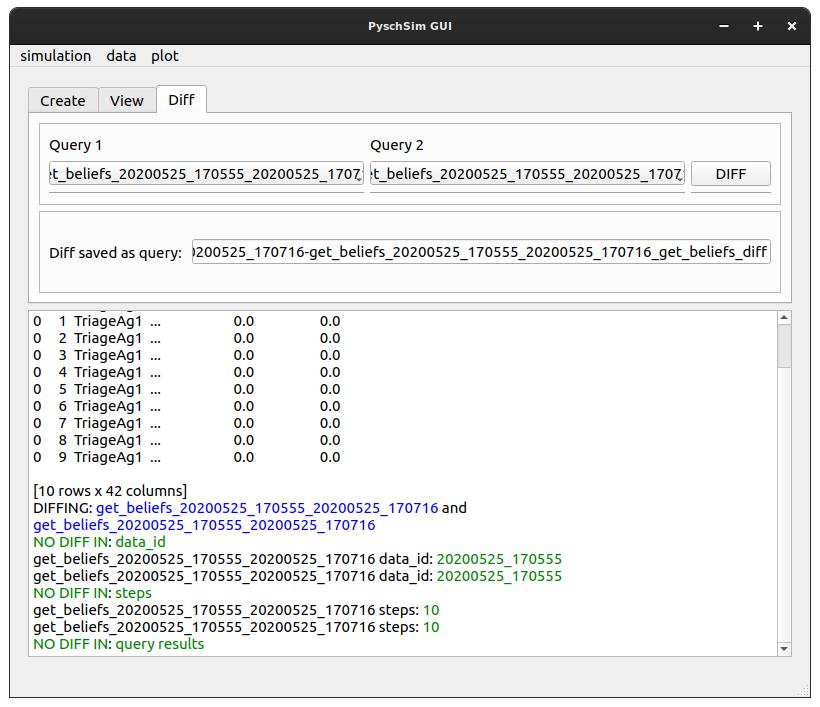 PyschSim GUI
simulation data plot
Create View Diff
Query 1 Query 2
et_beliefs_20200525_170555_20200525_1707 et_beliefs_20200525_170555_20200525_1707 DIFF
Diff saved as query: 0200525_170716-get_beliefs_20200525_170555_20200525_170716_get_beliefs_diff
0 1 TriageAg1 ... 0.0 0.0
0 2 TriageAg1 ... 0.0 0.0
0 3 TriageAg1 ... 0.0 0.0
0 4 TriageAg1 ... 0.0 0.0
0 5 TriageAg1 ... 0.0 0.0
0 6 TriageAg1 ... 0.0 0.0
0 7 TriageAg1 ... 0.0 0.0
0 8 TriageAg1 ... 0.0 0.0
0 9 TriageAg1 ... 0.0 0.0
[10 rows x 42 columns]
DIFFING: get_beliefs_20200525_170555_20200525_170716 and
get_beliefs_20200525_170555_20200525_170716
NO DIFF IN: data_id
get_beliefs_20200525_170555_20200525_170716 data_id: 20200525_170555
get_beliefs_20200525_170555_20200525_170716 data_id: 20200525_170555
NO DIFF IN: steps
get_beliefs_20200525_170555_20200525_170716 steps: 10
get_beliefs_20200525_170555_20200525_170716 steps: 10
NO DIFF IN: query results